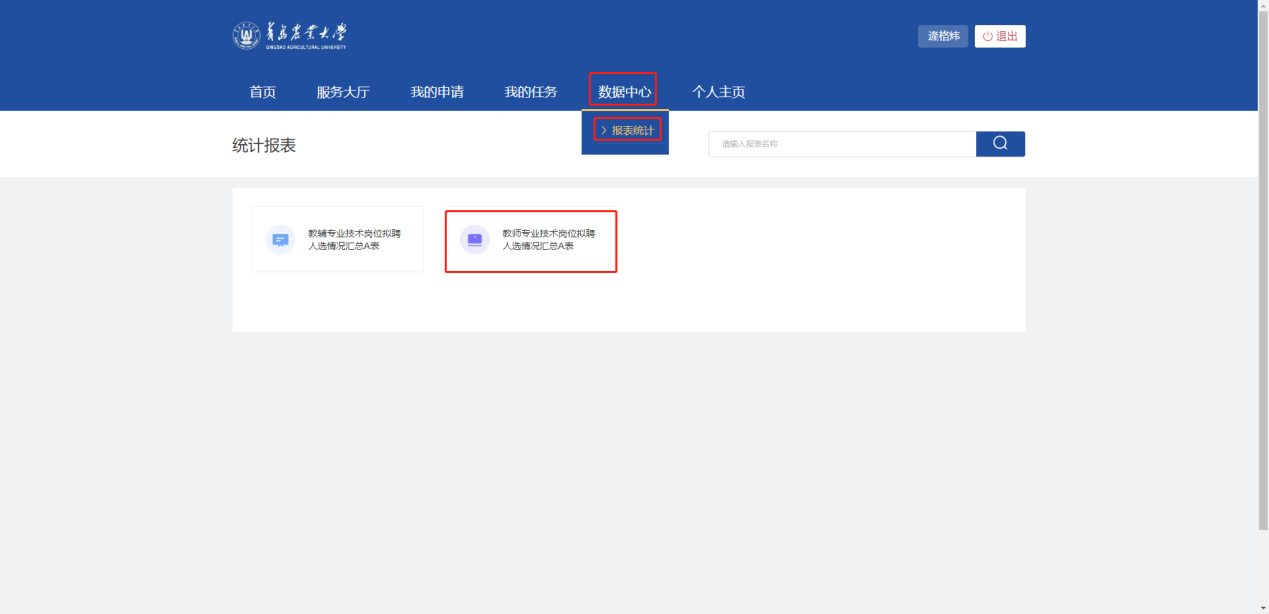 青岛农业大学
QINGDAO AGRICULTURAL UNIVERSITY
逄格炜
退出
首页
服务大厅
我的申请
我的任务
数据中心
个人主页
报表统计
统计报表
请输入报表名称
教辅专业技术岗位拟聘
人选情况汇总A表
教师专业技术岗位拟聘
人选情况汇总A表